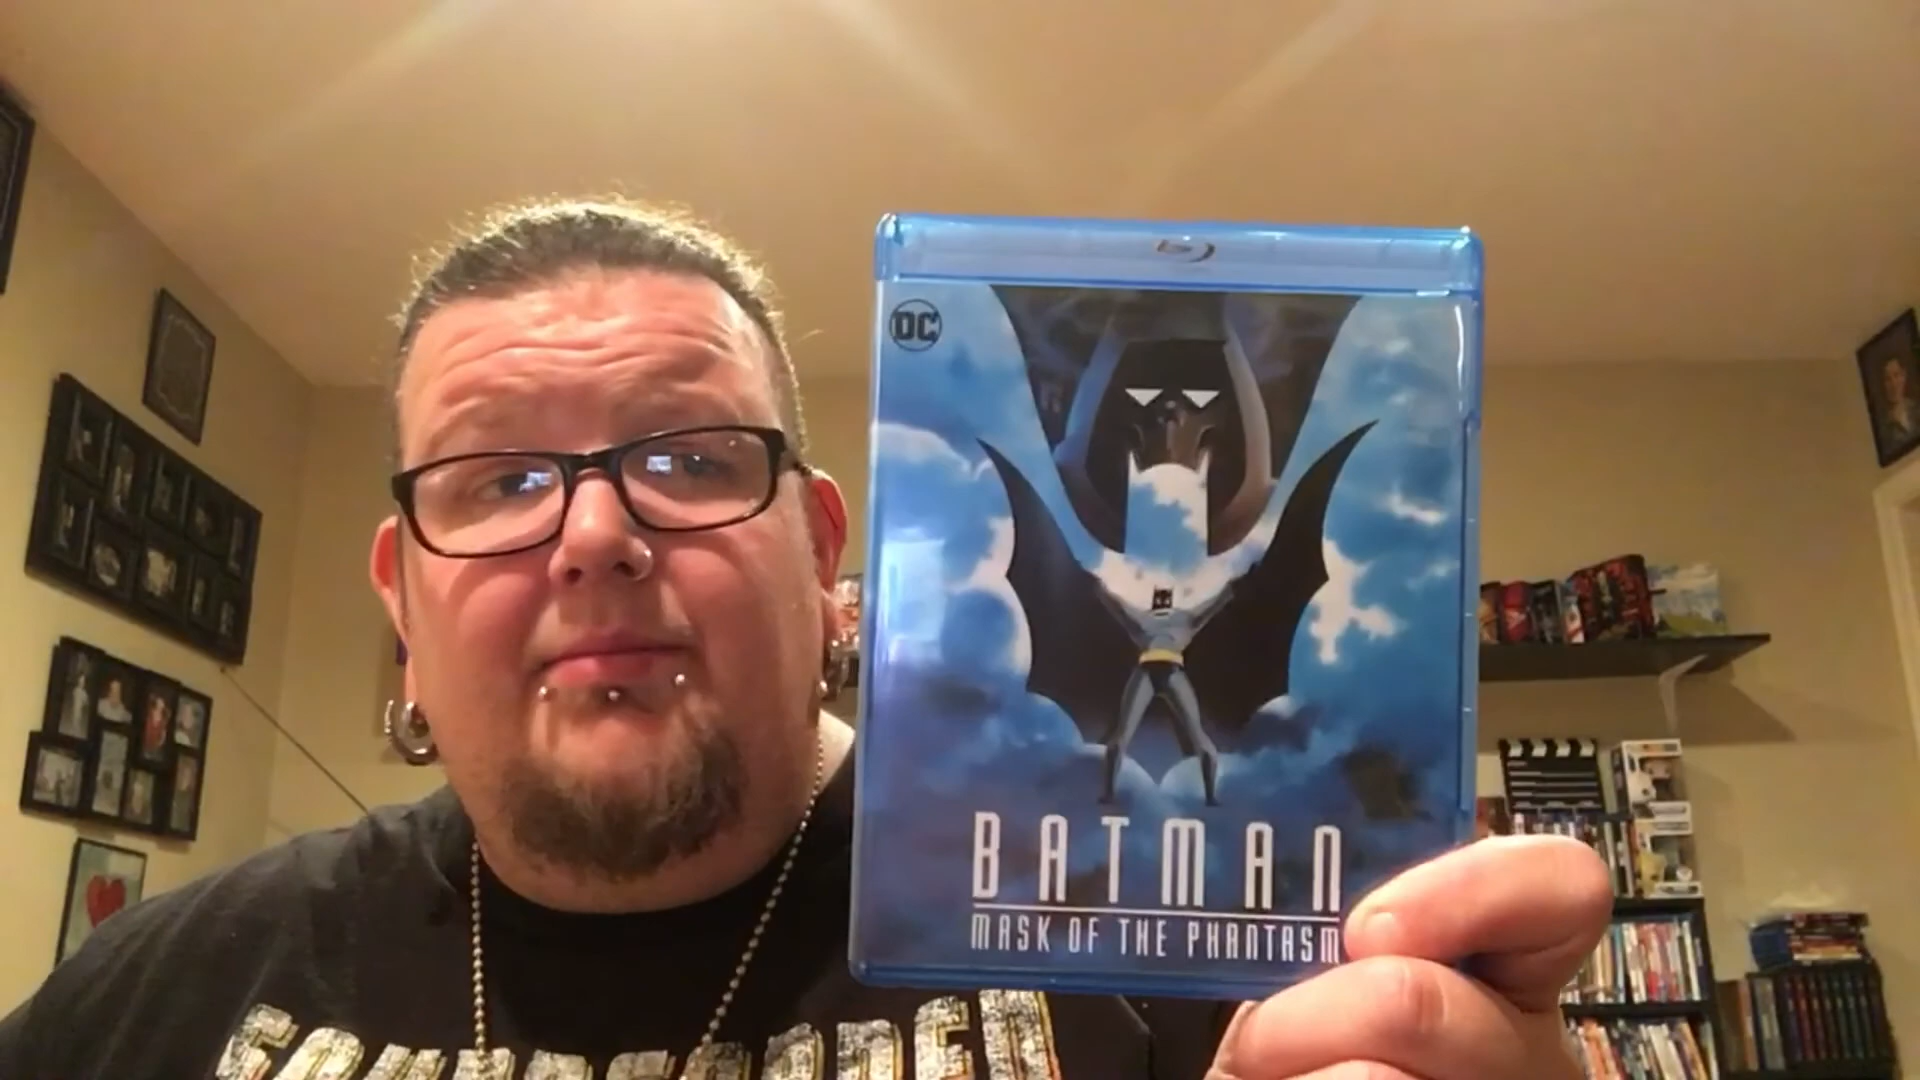 DC
BATMAN
MASK OF THE PHANTASM